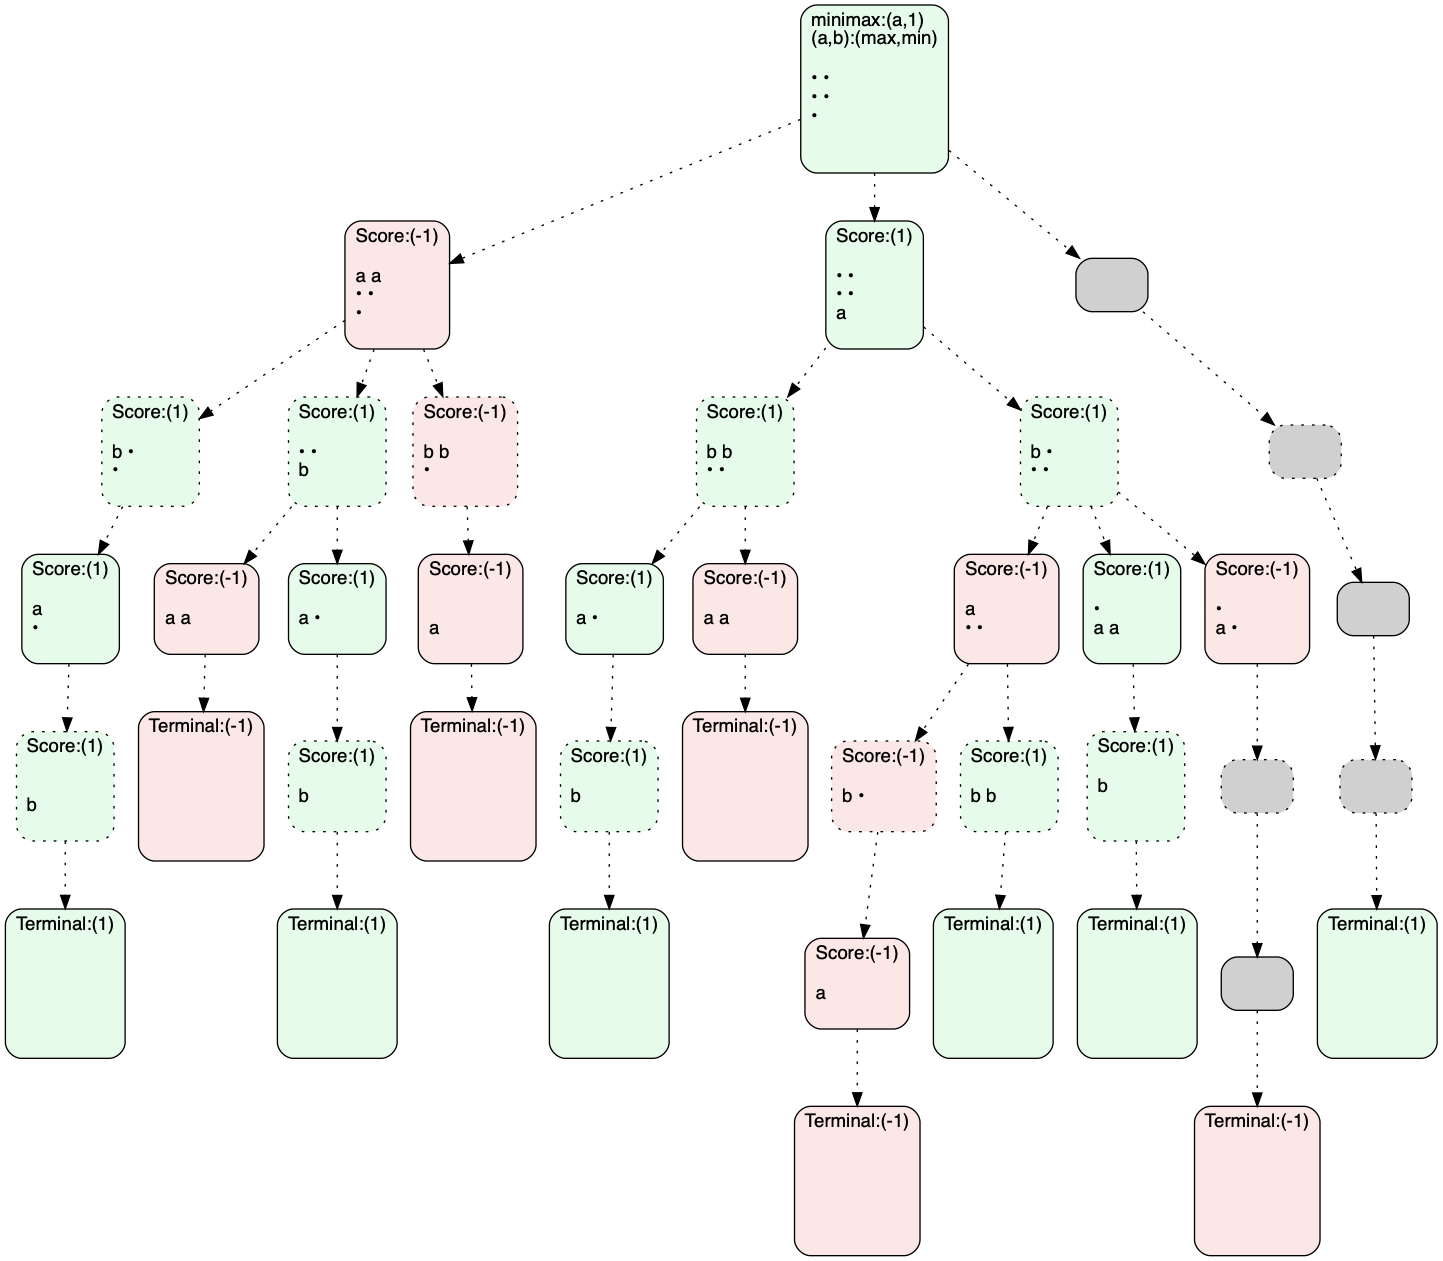 minimax:(a,1)
(a,b):(max,min)
• •
• •
•
Score:(-1)
a a
• •
•
Score:(1)
• •
• •
a
Score:(1)
b •
•
Score:(1)
• •
b
Score:(-1)
b b
•
Score:(1)
b b
• •
Score:(1)
b •
• •
Score:(1)
a
•
Score:(-1)
a a
Score:(1)
a •
Score:(-1)
a
Score:(1)
a •
Score:(-1)
a a
Score:(-1)
a
• •
Score:(1)
•
a a
Score:(-1)
•
a •
Score:(1)
b
Terminal:(-1)
Score:(1)
b
Terminal:(-1)
Score:(1)
b
Terminal:(-1)
Score:(-1)
b •
Score:(1)
b b
Score:(1)
b
Terminal:(1)
Terminal:(1)
Terminal:(1)
Score:(-1)
a
Terminal:(1)
Terminal:(1)
Terminal:(1)
Terminal:(-1)
Terminal:(-1)